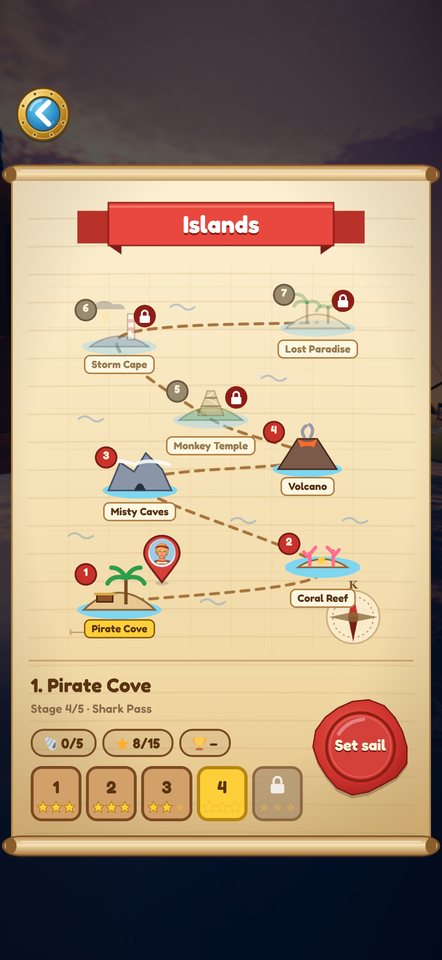 Islands
6
7
Storm Cape
Lost Paradise
5
Monkey Temple
4
3
Volcano
Misty Caves
2
1
Coral Reef
K
Pirate Cove
1. Pirate Cove
Stage 4/5 · Shark Pass
0/5
8/15
–
Set sail
1
2
3
4